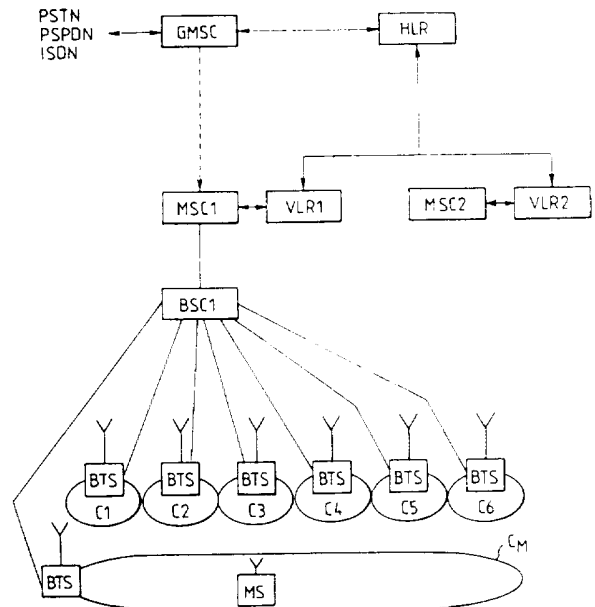 PSTN
PSPDN
ISDN
GMSC
HLR
MSC1
VLR1
MSC2
VLR2
BSC1
BTS BTS BTS BTS BTS BTS
C1 C2 C3 C4 C5 C6
CM
BTS
MS